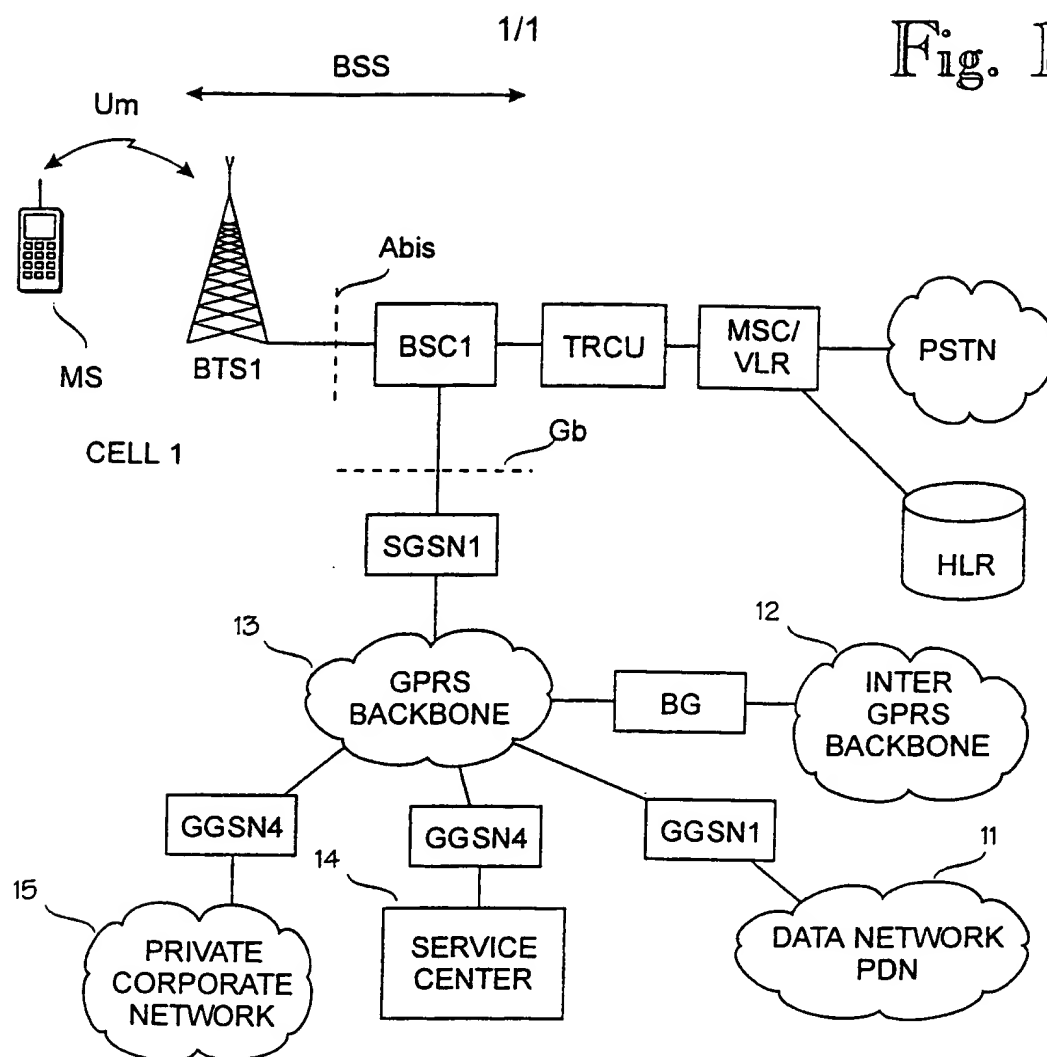 1/1
Fig. 1
BSS
Um
Abis
MS
BTS1
BSC1
TRCU
MSC/
VLR
PSTN
CELL 1
Gb
SGSN1
HLR
13
GPRS
BACKBONE
BG
12
INTER
GPRS
BACKBONE
GGSN4
GGSN4
GGSN1
15
PRIVATE
CORPORATE
NETWORK
14
SERVICE
CENTER
11
DATA NETWORK
PDN